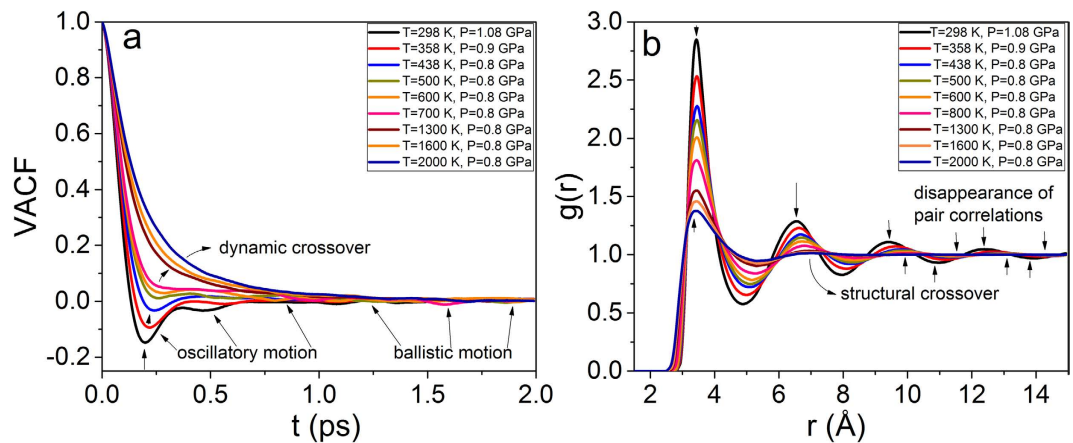 a
T=298 K, P=1.08 GPa
T=358 K, P=0.9 GPa
T=438 K, P=0.8 GPa
T=500 K, P=0.8 GPa
T=600 K, P=0.8 GPa
T=700 K, P=0.8 GPa
T=1300 K, P=0.8 GPa
T=1600 K, P=0.8 GPa
T=2000 K, P=0.8 GPa
VACF
1.0
0.8
0.6
0.4
0.2
0.0
-0.2
dynamic crossover
oscillatory motion
ballistic motion
0.0
0.5
1.0
1.5
2.0
t (ps)
b
T=298 K, P=1.08 GPa
T=358 K, P=0.9 GPa
T=438 K, P=0.8 GPa
T=500 K, P=0.8 GPa
T=600 K, P=0.8 GPa
T=800 K, P=0.8 GPa
T=1300 K, P=0.8 GPa
T=1600 K, P=0.8 GPa
T=2000 K, P=0.8 GPa
g(r)
3.0
2.5
2.0
1.5
1.0
0.5
0.0
disappearance of
pair correlations
structural crossover
2
4
6
8
10
12
14
r (Å)